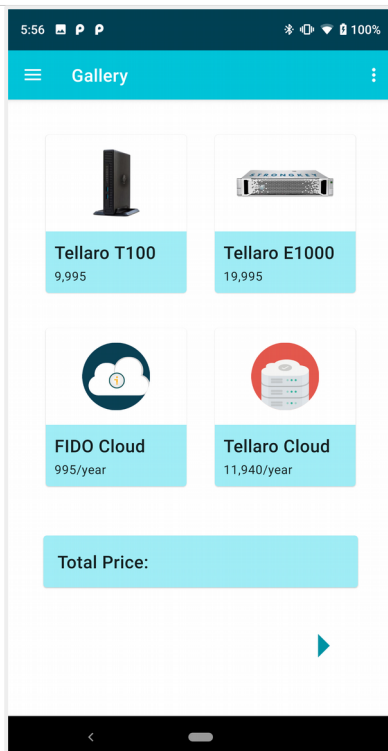 5:56
100%
Gallery
STRONGKEY
Tellaro T100
9,995
Tellaro E1000
19,995
FIDO Cloud
995/year
Tellaro Cloud
11,940/year
Total Price: